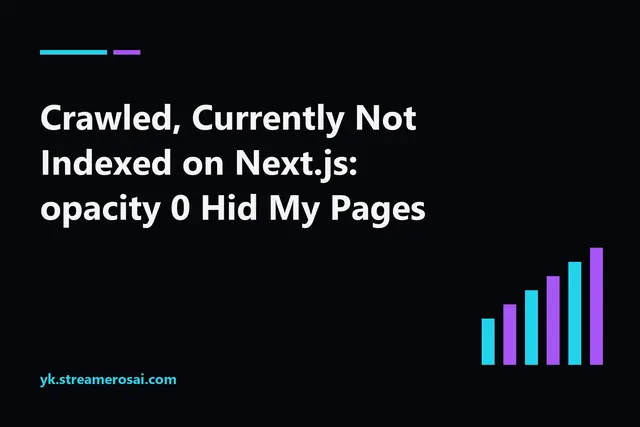 Crawled, Currently Not
Indexed on Next.js:
opacity 0 Hid My Pages
yk.streamerosai.com